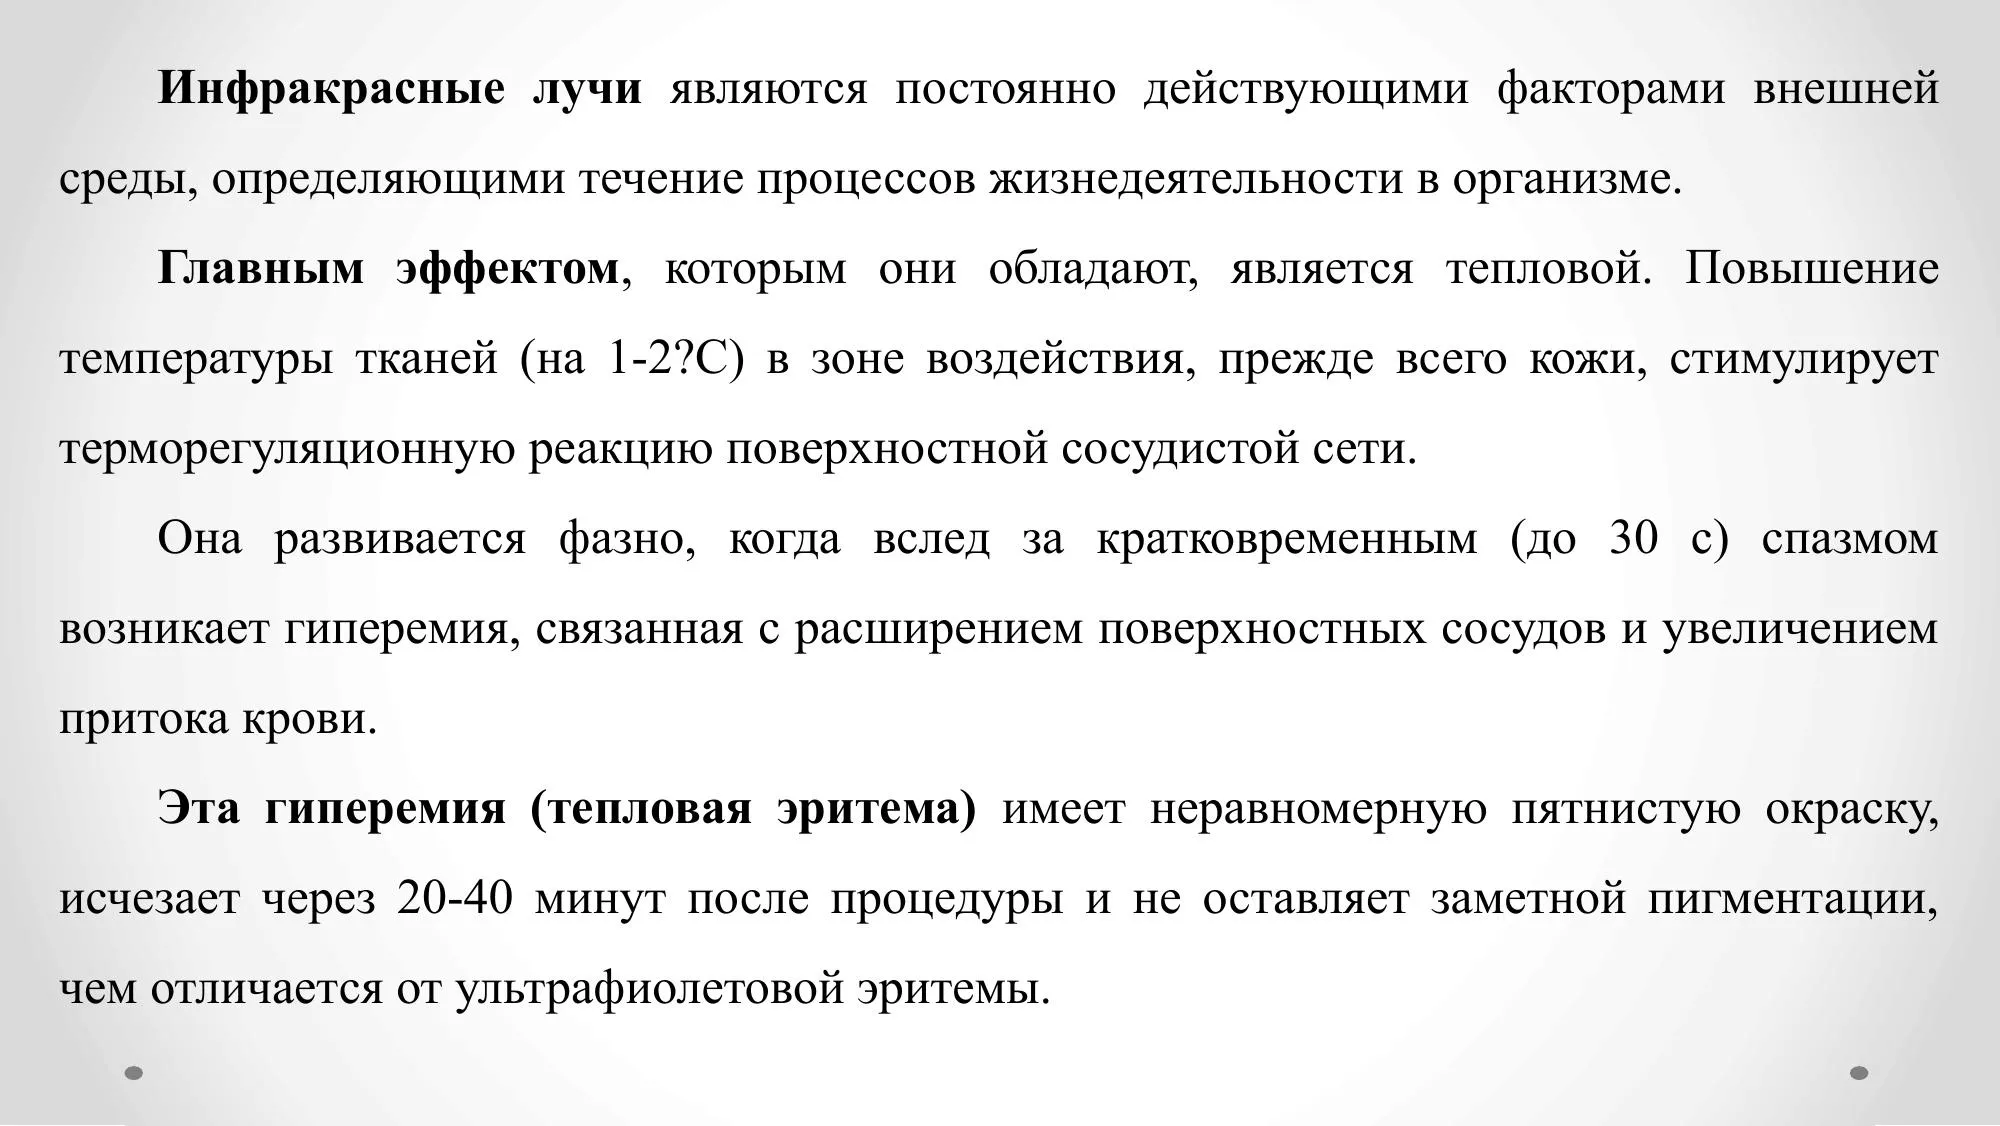 Инфракрасные лучи являются постоянно действующими факторами внешней
среды, определяющими течение процессов жизнедеятельности в организме.
Главным эффектом, которым они обладают, является тепловой. Повышение
температуры тканей (на 1-2?С) в зоне воздействия, прежде всего кожи, стимулирует
терморегуляционную реакцию поверхностной сосудистой сети.
Она развивается фазно, когда вслед за кратковременным (до 30 с) спазмом
возникает гиперемия, связанная с расширением поверхностных сосудов и увеличением
притока крови.
Эта гиперемия (тепловая эритема) имеет неравномерную пятнистую окраску,
исчезает через 20-40 минут после процедуры и не оставляет заметной пигментации,
чем отличается от ультрафиолетовой эритемы.